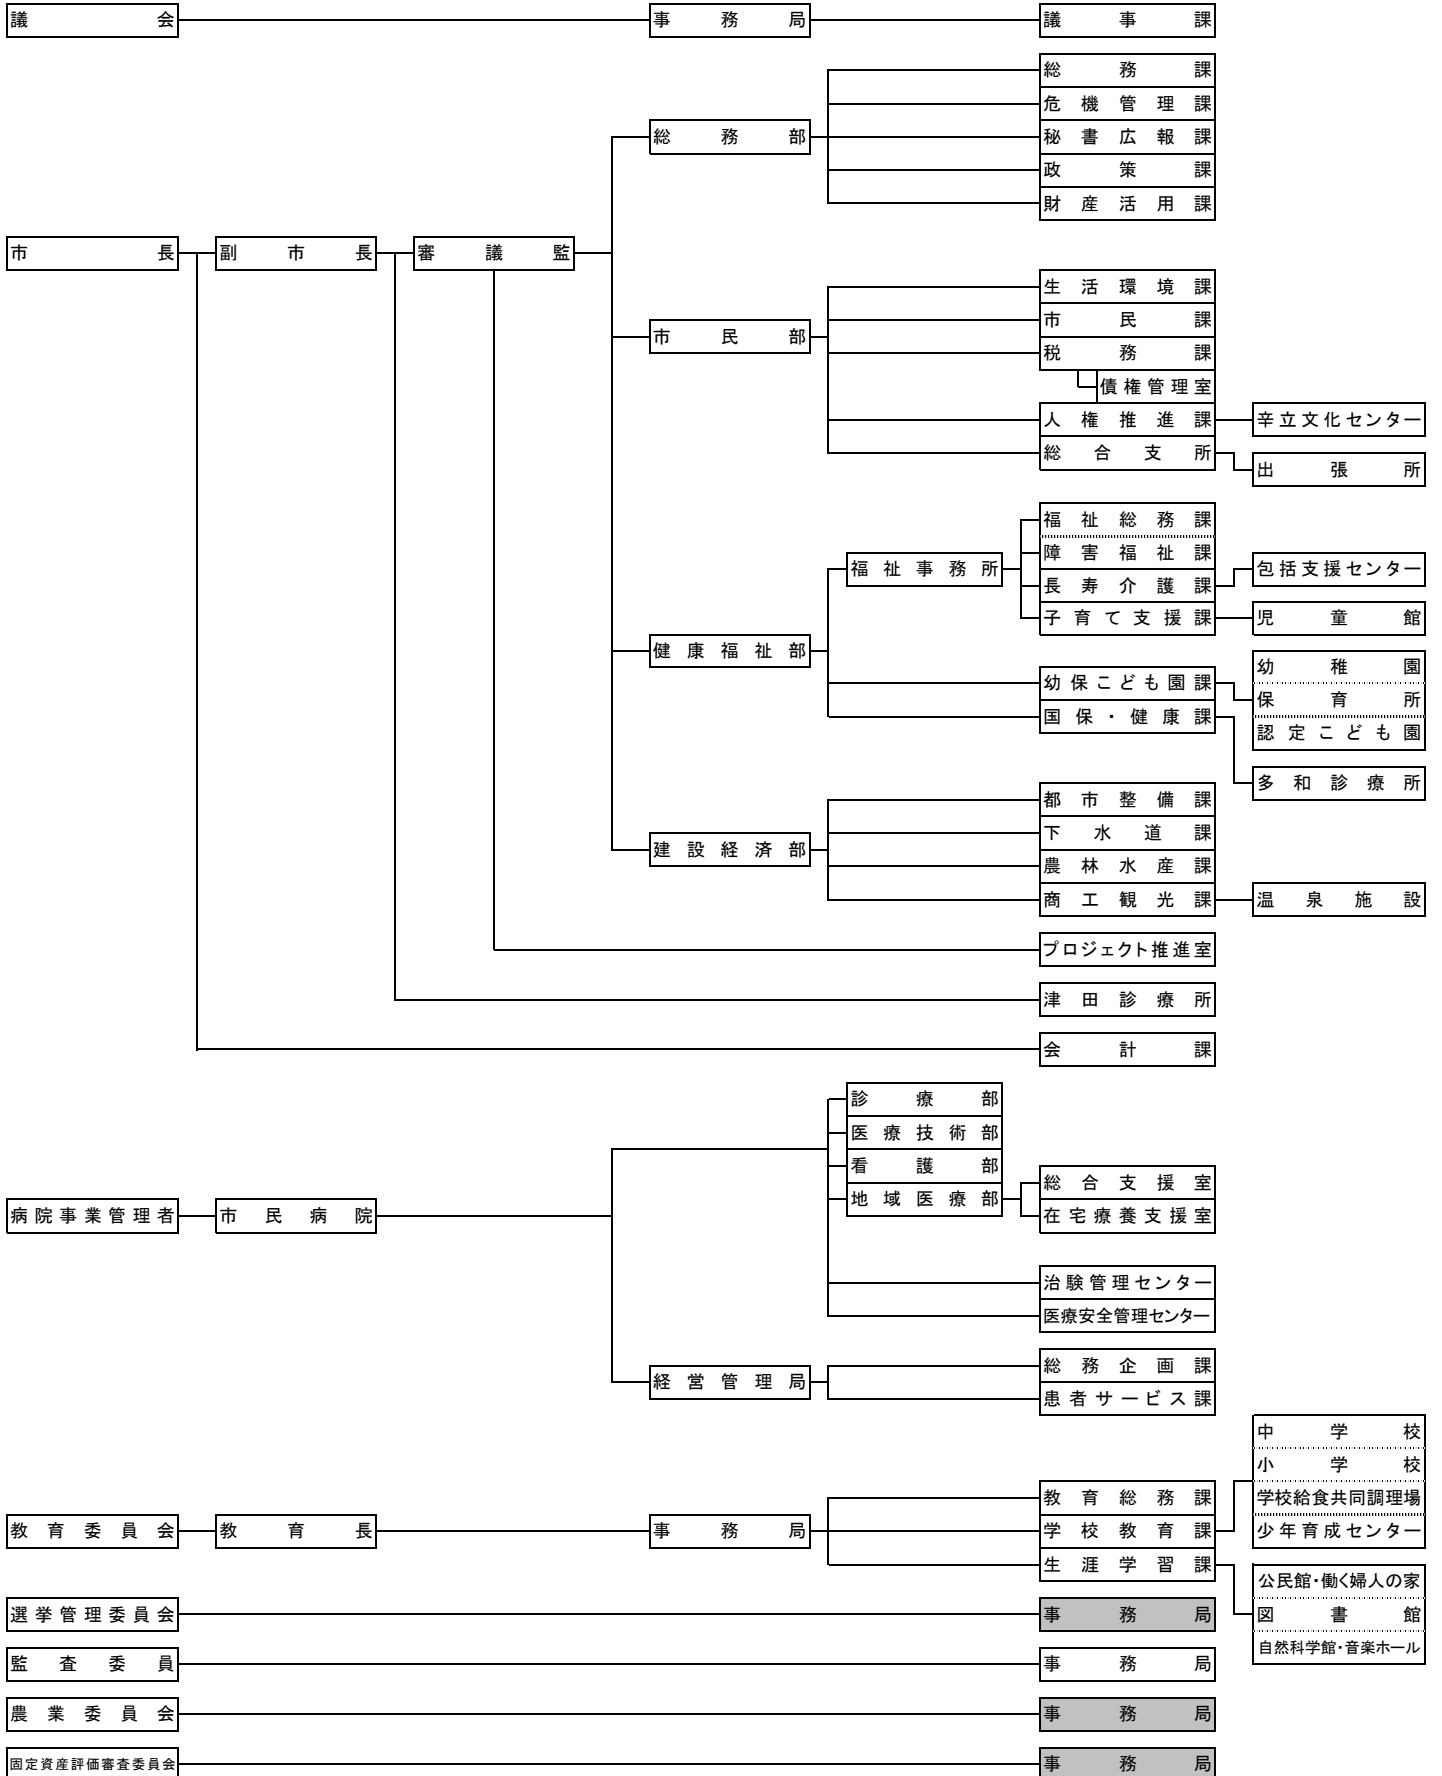 議会
事務局
議事課
総務課
危機管理課
総務部
秘書広報課
政策課
財産活用課
市長
副市長
審議監
生活環境課
市民部
市民課
税務課
債権管理室
人権推進課
辛立文化センター
総合支所
出張所
福祉総務課
障害福祉課
福祉事務所
包括支援センター
長寿介護課
子育て支援課
児童館
健康福祉部
幼稚園
幼保こども園課
保育所
国保・健康課
認定こども園
多和診療所
都市整備課
下水道課
建設経済部
農林水産課
商工観光課
温泉施設
プロジェクト推進室
津田診療所
会計課
診療部
医療技術部
看護部
地域医療部
総合支援室
在宅療養支援室
病院事業管理者
市民病院
治験管理センター
医療安全管理センター
総務企画課
経営管理局
患者サービス課
中学校
小学校
学校給食共同調理場
少年育成センター
教育総務課
教育委員会
教育長
事務局
学校教育課
生涯学習課
公民館・働く婦人の家
図書館
自然科学館・音楽ホール
選挙管理委員会
事務局
監査委員
事務局
農業委員会
事務局
固定資産評価審査委員会
事務局